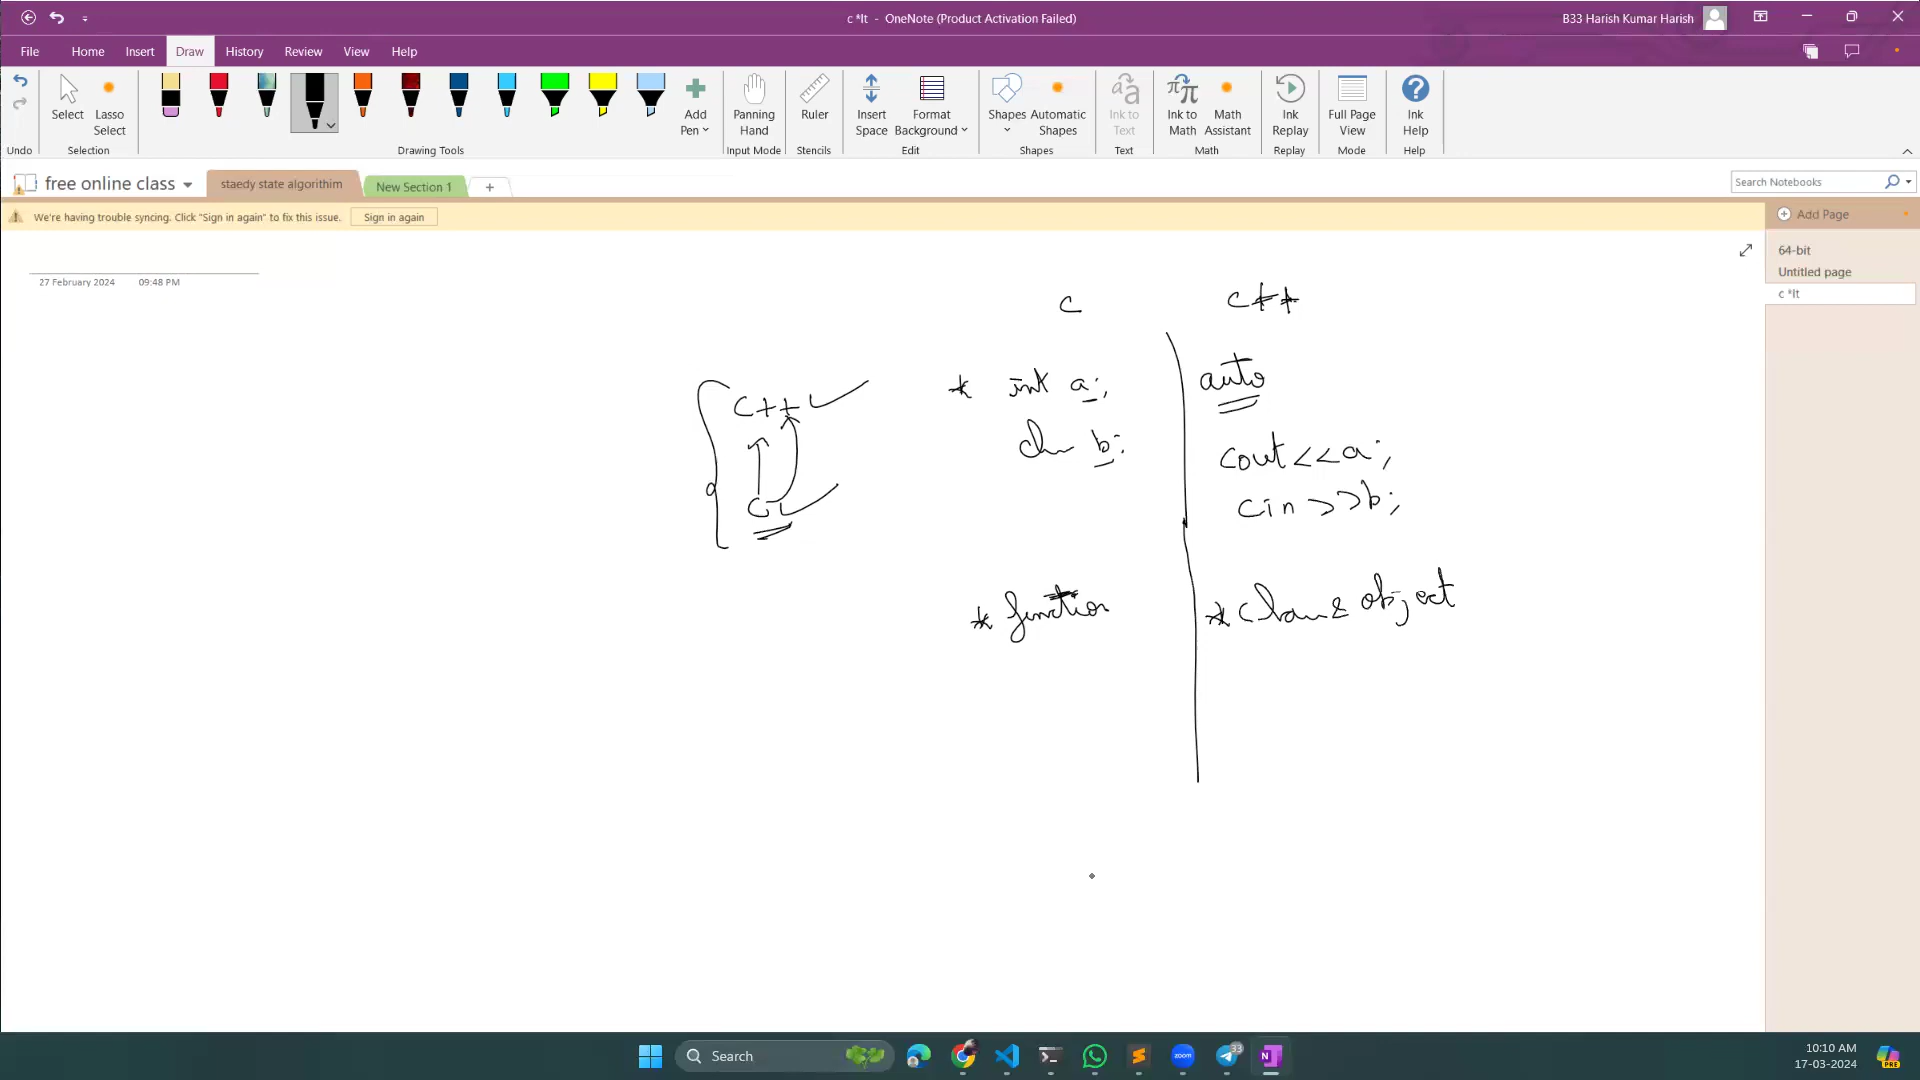 c *lt - OneNote (Product Activation Failed)
B33 Harish Kumar Harish
File Home Insert Draw History Review View Help
Select
Lasso Select
Add Pen
Panning Hand
Ruler
Insert Space
Format Background
Shapes
Automatic Shapes
Ink to Text
Ink to Math
Math Assistant
Ink Replay
Full Page View
Ink Help
Undo Selection Drawing Tools Input Mode Stencils Edit Shapes Text Math Replay Mode Help
free online class
staedy state algorithim
New Section 1
Search Notebooks
We're having trouble syncing. Click "Sign in again" to fix this issue. Sign in again
Add Page
64-bit
Untitled page
c *lt
27 February 2024 09:48 PM
c
c++
c++
c
* int a;
b;
auto
cout<<a;
cin>>b;
* function
* class & object
Search
zoom
33
PRE
10:10 AM
17-03-2024